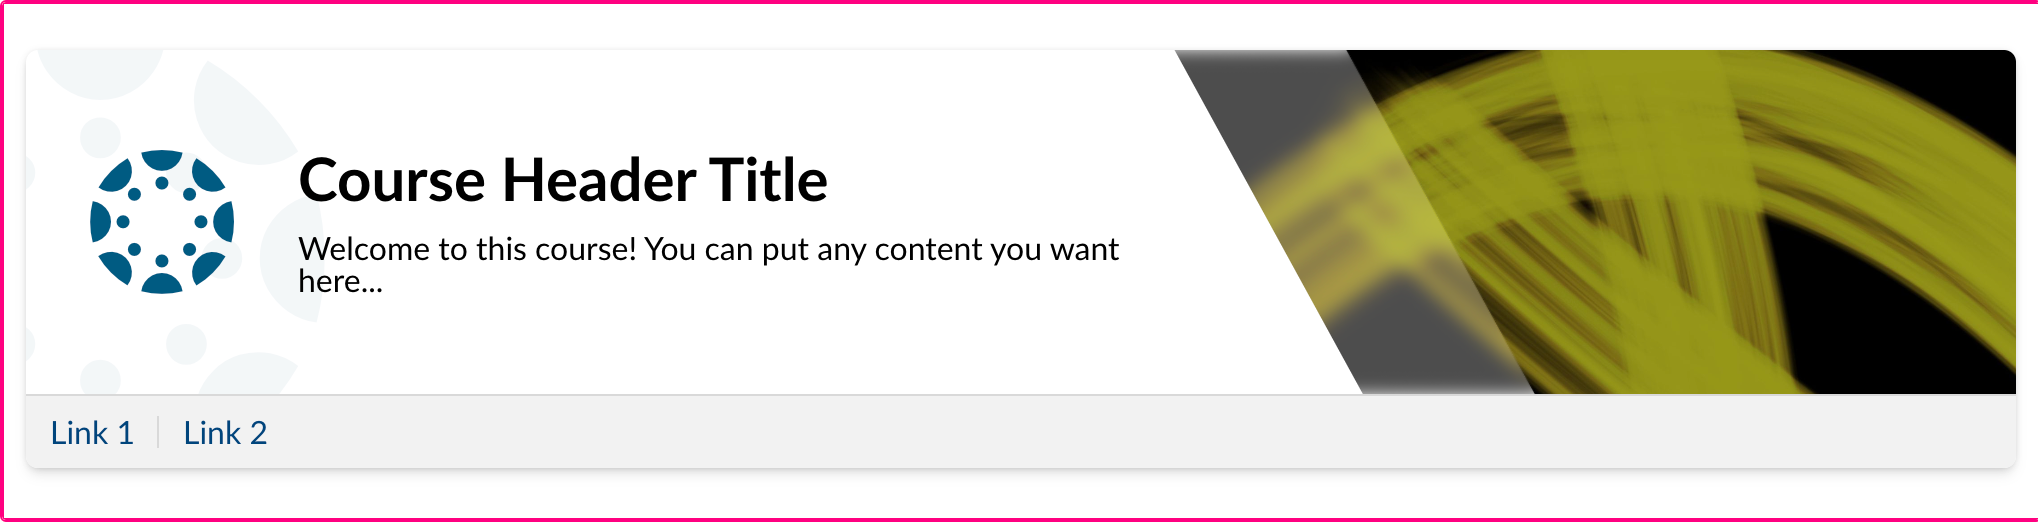 Course Header Title
Welcome to this course! You can put any content you want
here...
Link 1
Link 2